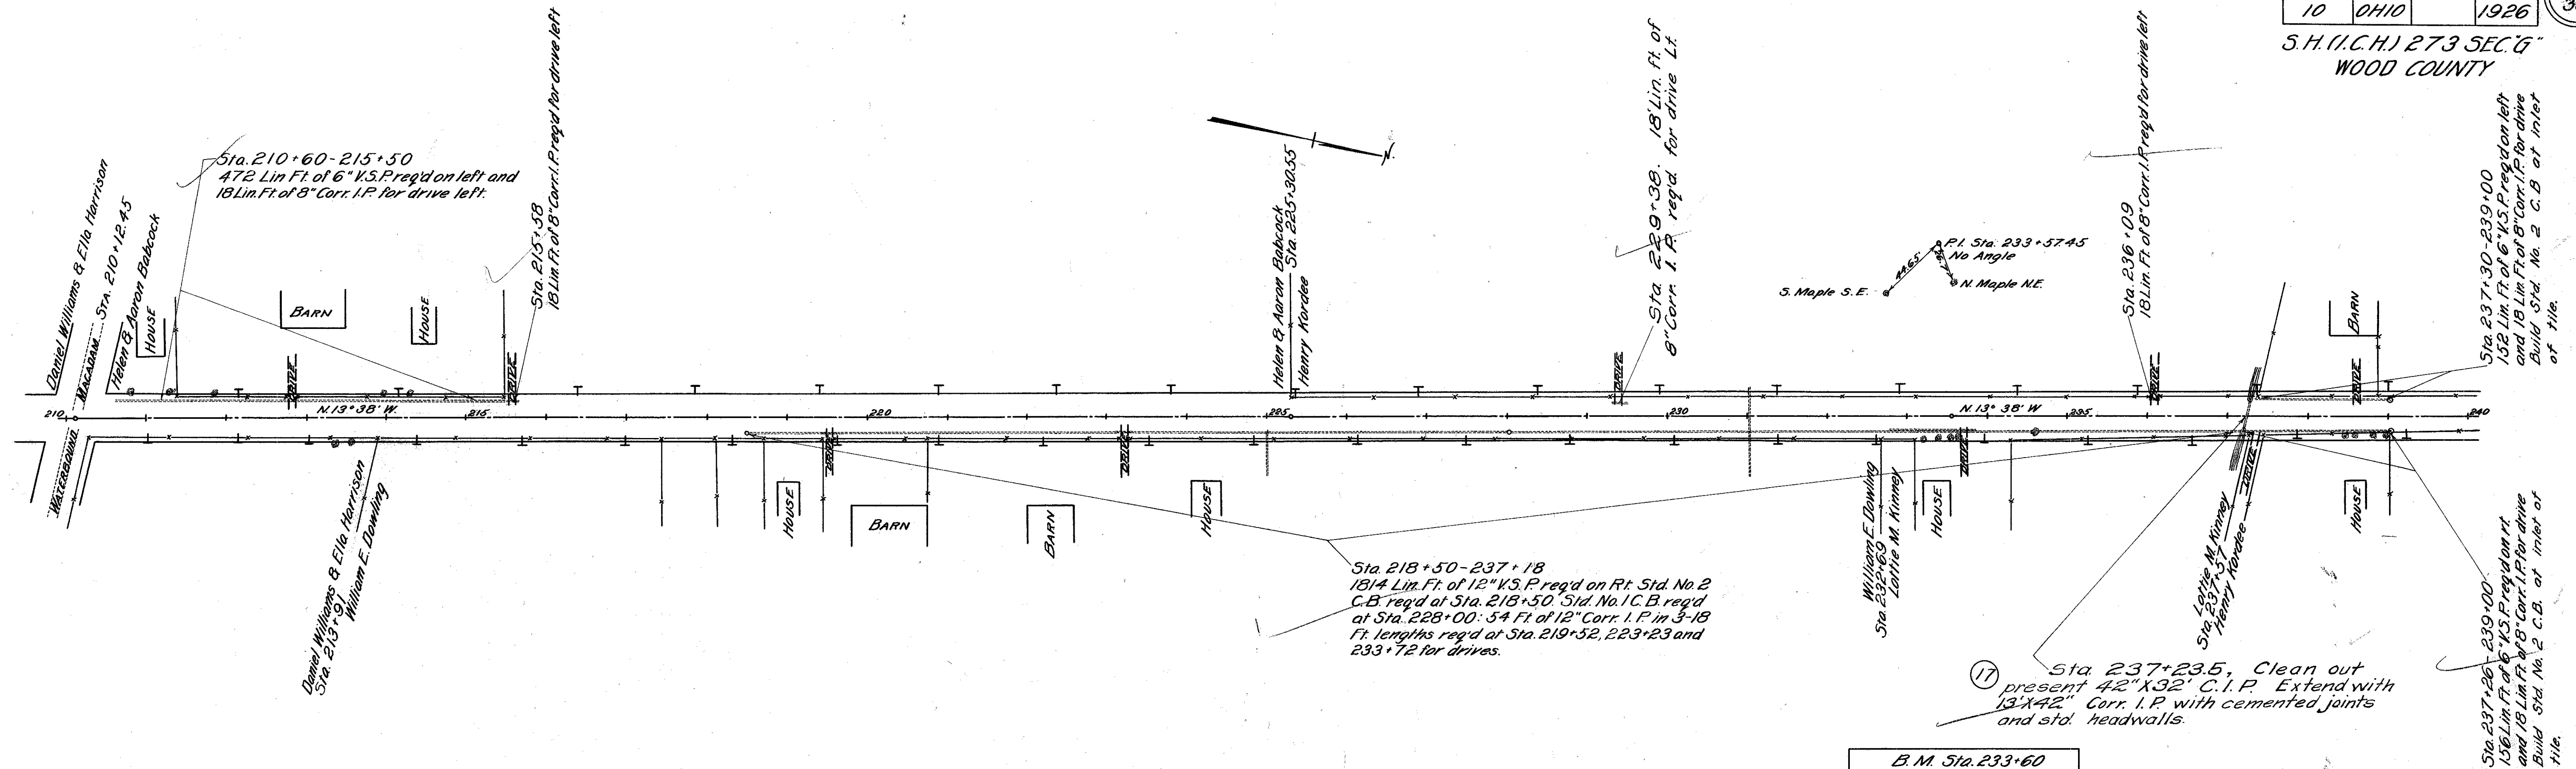 10 OHIO 1926
S.H.(I.C.H.) 273 SEC."G"
WOOD COUNTY
Daniel Williams & Ella Harrison
MACADAM
STA. 210+12.45
Helen & Aaron Babcock
HOUSE
Sta. 210+60-215+50
472 Lin Ft. of 6" V.S.P. req'd on left and
18 Lin. Ft. of 8" Corr. I.P. for drive left.
BARN
HOUSE
Sta. 215+58
18 Lin. Ft. of 8" Corr. I.P. req'd for drive left
DRIVE
DRIVE
N.
Helen & Aaron Babcock
Sta. 225+30.55
Henry Kordee
Sta. 229+38. 18' Lin. Ft. of
8" Corr. I.P. req'd. for drive Lt.
DRIVE
P.I. Sta. 233+57.45
No Angle
44.65
S. Maple S.E.
N. Maple N.E.
Sta. 236+09
18 Lin. Ft. of 8" Corr. I.P. req'd for drive left
DRIVE
BARN
DRIVE
Sta. 237+30-239+00
152 Lin. Ft. of 6" V.S.P. req'd on left
and 18 Lin. Ft. of 8" Corr. I.P. for drive
Build Std. No. 2 C.B. at inlet
of tile.
210 N.13°38' W. 215 220 225 230 N.13°38' W 235 240
WATERBOUND
Daniel Williams & Ella Harrison
Sta. 213+91
William E. Dowling
HOUSE
DRIVE
BARN
BARN
DRIVE
HOUSE
Sta. 218+50-237+18
1814 Lin. Ft. of 12" V.S.P. req'd on Rt. Std. No. 2
C.B. req'd at Sta. 218+50. Std. No. 1 C.B. req'd
at Sta. 228+00: 54 Ft. of 12" Corr. I.P. in 3-18
Ft. lengths req'd at Sta. 219+52, 223+23 and
233+72 for drives.
William E. Dowling
Sta. 232+69
Lottie M. Kinney
HOUSE
DRIVE
Lottie M. Kinney
Sta. 237+57
Henry Kordee
DRIVE
HOUSE
17 Sta. 237+23.5, Clean out
present 42"X32' C.I.P. Extend with
13'X42" Corr. I.P. with cemented joints
and std. headwalls.
Sta. 237+26-239+00
156 Lin. Ft. of 6" V.S.P. req'd on rt
and 18 Lin. Ft. of 8" Corr. I.P. for drive
Build Std. No. 2 C.B. at inlet of
tile.
B.M. Sta. 233+60